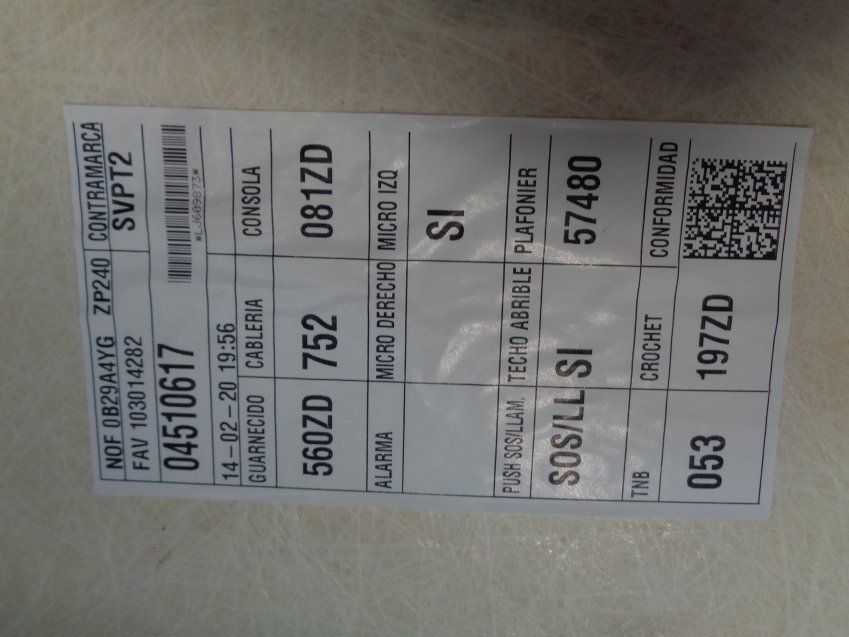 NOF 0B29A4YG ZP240 CONTRAMARCA
FAV 103014282 SVPT2
04510617
*LJ609873*
14-02-20 19:56
GUARNECIDO CABLERIA CONSOLA
560ZD 752 081ZD
ALARMA MICRO DERECHO MICRO IZQ
SI
PUSH SOS/LLAM. TECHO ABRIBLE PLAFONIER
SOS/LL SI 57480
TNB CROCHET CONFORMIDAD
053 197ZD